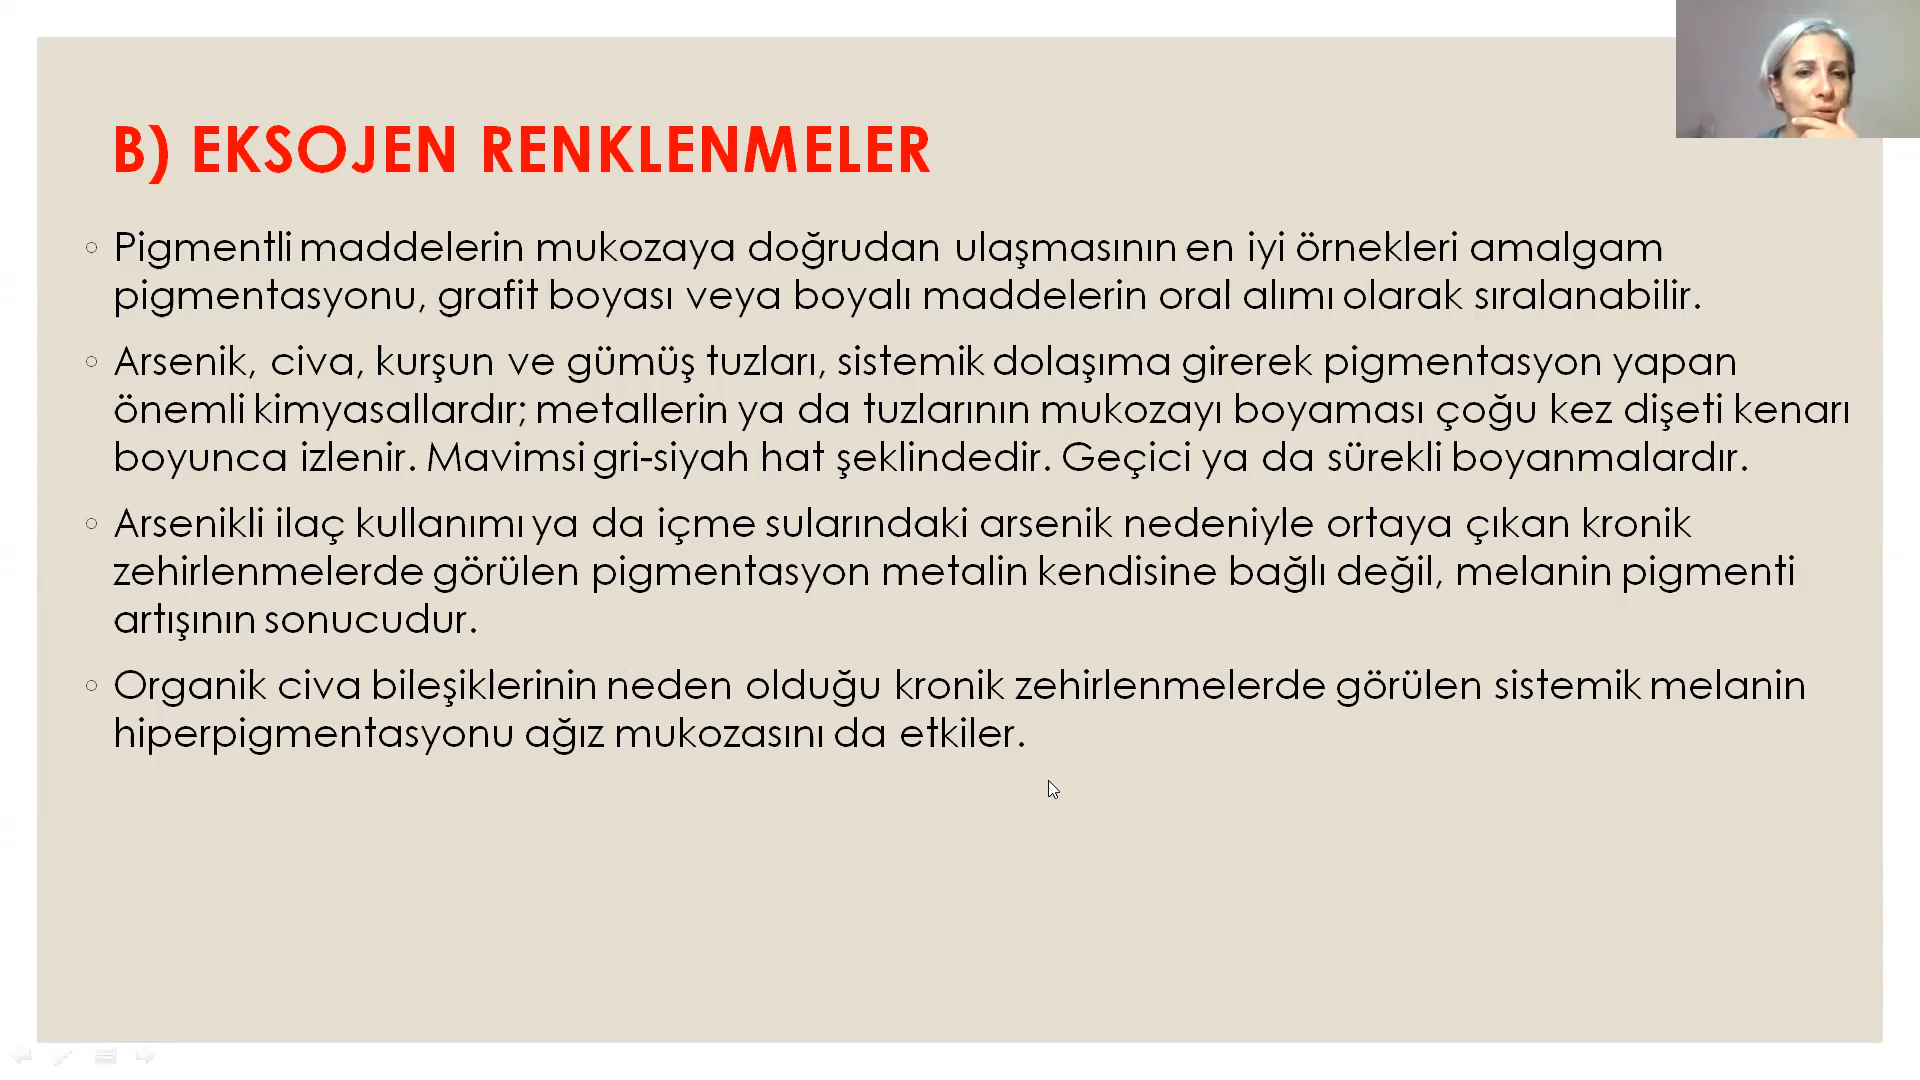 B) EKSOJEN RENKLENMELER
◦ Pigmentli maddelerin mukozaya doğrudan ulaşmasının en iyi örnekleri amalgam
pigmentasyonu, grafit boyası veya boyalı maddelerin oral alımı olarak sıralanabilir.
◦ Arsenik, civa, kurşun ve gümüş tuzları, sistemik dolaşıma girerek pigmentasyon yapan
önemli kimyasallardır; metallerin ya da tuzlarının mukozayı boyaması çoğu kez dişeti kenarı
boyunca izlenir. Mavimsi gri-siyah hat şeklindedir. Geçici ya da sürekli boyanmalardır.
◦ Arsenikli ilaç kullanımı ya da içme sularındaki arsenik nedeniyle ortaya çıkan kronik
zehirlenmelerde görülen pigmentasyon metalin kendisine bağlı değil, melanin pigmenti
artışının sonucudur.
◦ Organik civa bileşiklerinin neden olduğu kronik zehirlenmelerde görülen sistemik melanin
hiperpigmentasyonu ağız mukozasını da etkiler.